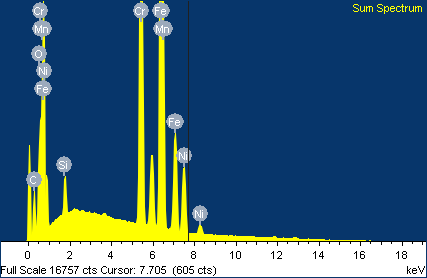 Sum Spectrum
Cr Cr Fe
Mn Mn
O
Ni
Fe
Fe
Ni
Si
C
Ni
0 2 4 6 8 10 12 14 16 18
Full Scale 16757 cts Cursor: 7.705 (605 cts) keV